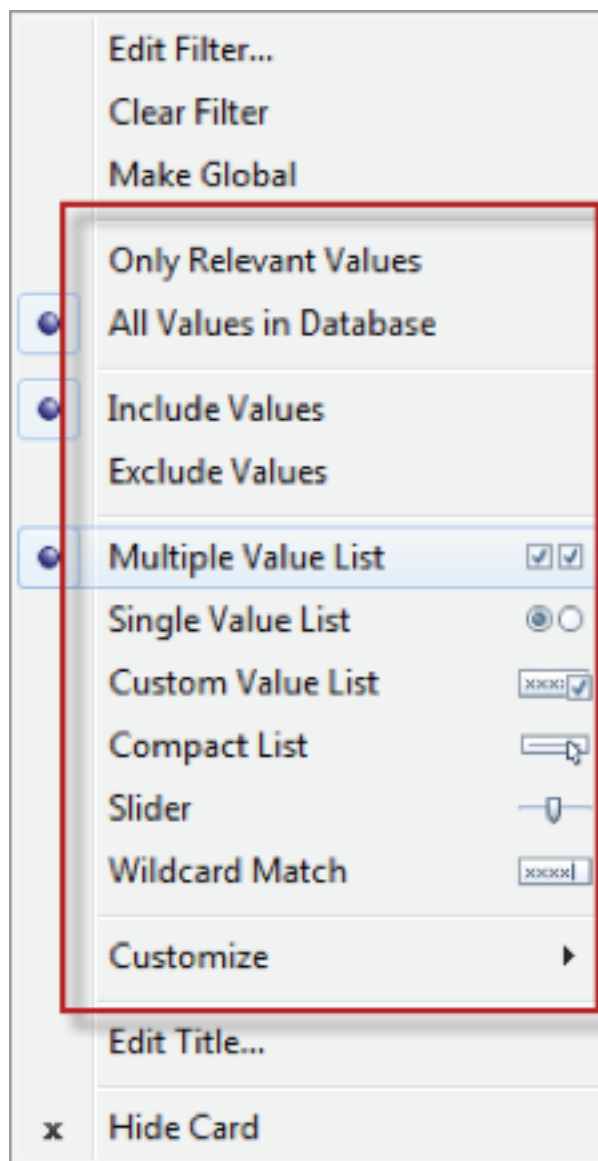 Edit Filter...
Clear Filter
Make Global
Only Relevant Values
All Values in Database
Include Values
Exclude Values
Multiple Value List
Single Value List
Custom Value List
Compact List
Slider
Wildcard Match
Customize
Edit Title...
x Hide Card